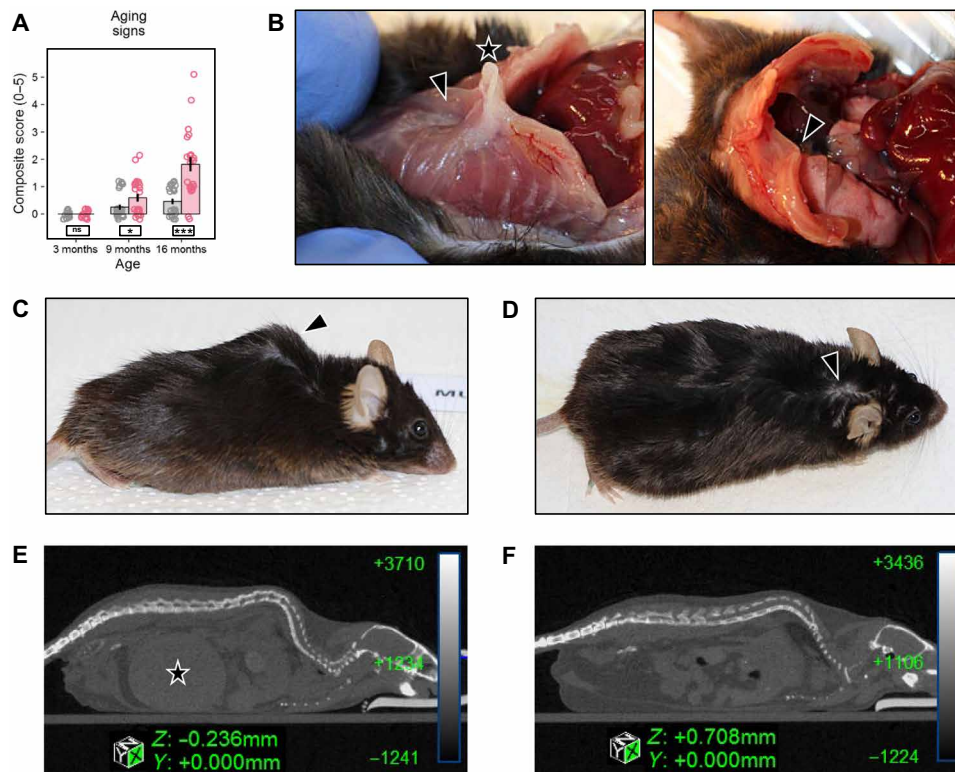 A
Aging
signs
Composite score (0–5)
5
4
3
2
1
0
ns
*
***
3 months
9 months
16 months
Age
B
C
MU
D
E
+3710
+1234
−1241
Z: −0.236mm
Y: +0.000mm
F
+3436
+1106
−1224
Z: +0.708mm
Y: +0.000mm